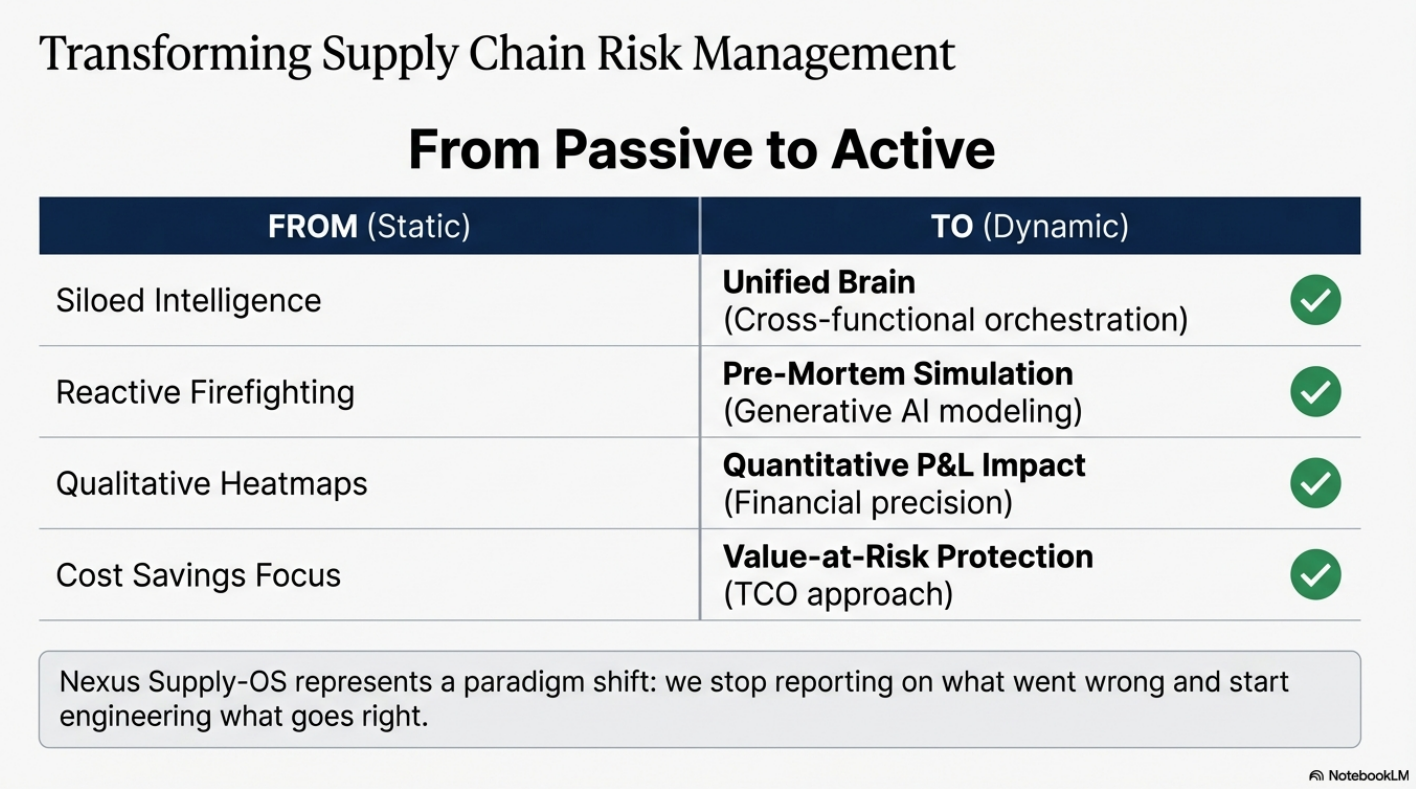 Transforming Supply Chain Risk Management
From Passive to Active
FROM (Static)
TO (Dynamic)
Siloed Intelligence
Unified Brain
(Cross-functional orchestration)
Reactive Firefighting
Pre-Mortem Simulation
(Generative AI modeling)
Qualitative Heatmaps
Quantitative P&L Impact
(Financial precision)
Cost Savings Focus
Value-at-Risk Protection
(TCO approach)
Nexus Supply-OS represents a paradigm shift: we stop reporting on what went wrong and start
engineering what goes right.
NotebookLM